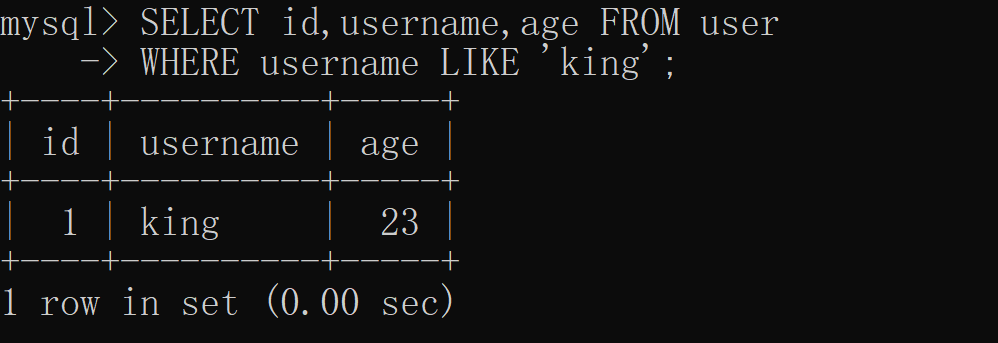 mysql> SELECT id,username,age FROM user
    -> WHERE username LIKE 'king';
+----+----------+-----+
| id | username | age |
+----+----------+-----+
|  1 | king     |  23 |
+----+----------+-----+
1 row in set (0.00 sec)